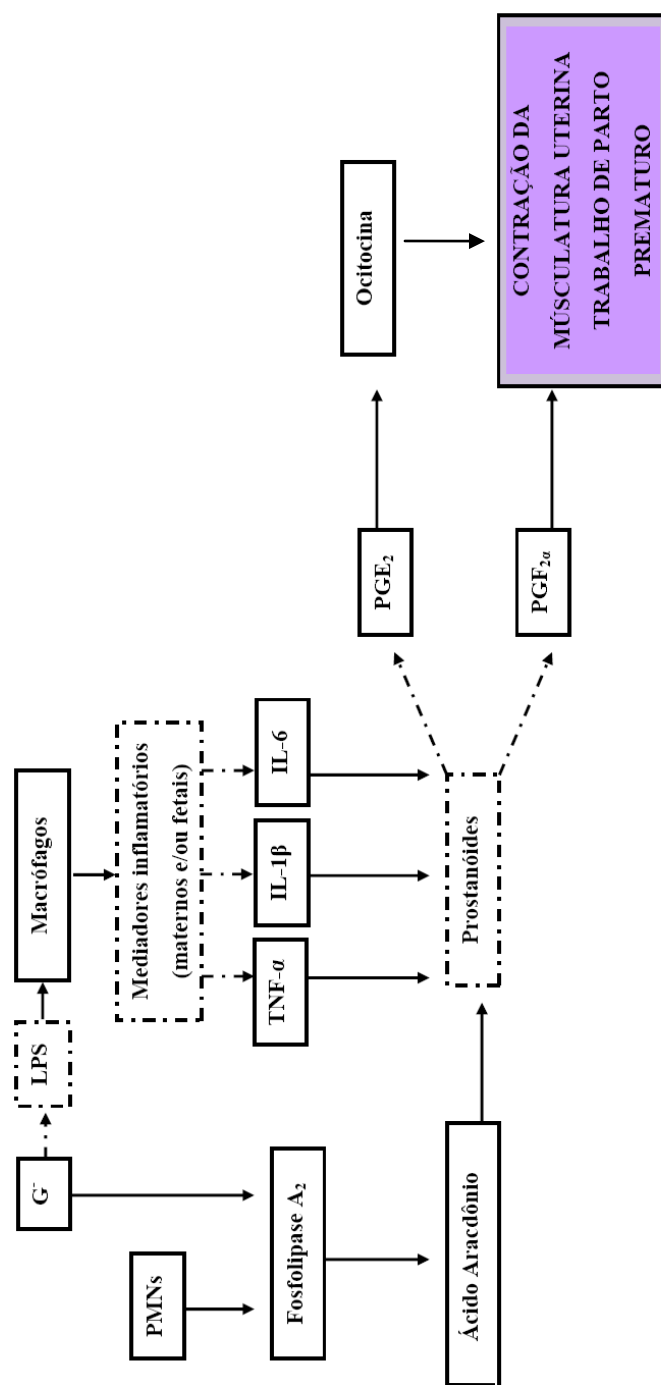 G⁻
LPS
Macrófagos
PMNs
Mediadores inflamatórios
(maternos e/ou fetais)
Fosfolipase A₂
TNF-α
IL-1β
IL-6
PGE₂
Ocitocina
Ácido Aracdônio
Prostanóides
PGF₂α
CONTRAÇÃO DA
MÚSCULATURA UTERINA
TRABALHO DE PARTO
PREMATURO